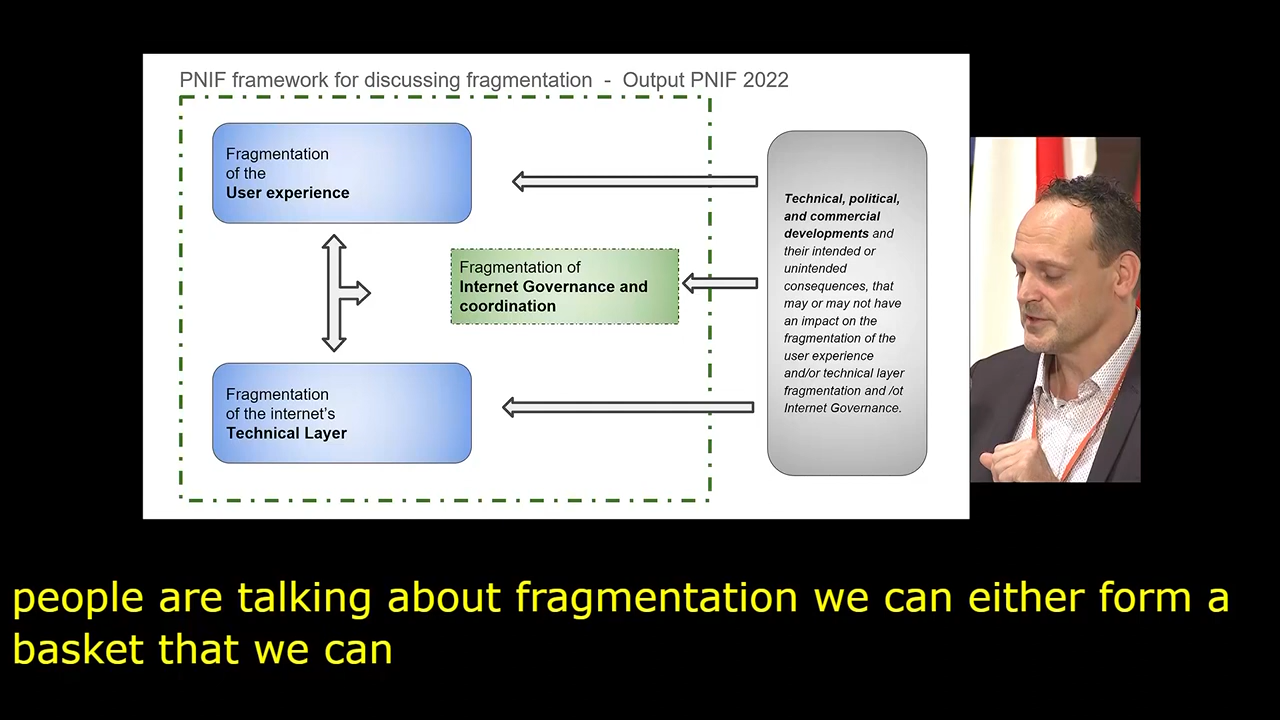 PNIF framework for discussing fragmentation - Output PNIF 2022
Fragmentation
of the
User experience
Fragmentation of
Internet Governance and
coordination
Fragmentation
of the internet's
Technical Layer
Technical, political,
and commercial
developments and
their intended or
unintended
consequences, that
may or may not have
an impact on the
fragmentation of the
user experience
and/or technical layer
fragmentation and /ot
Internet Governance.
people are talking about fragmentation we can either form a
basket that we can